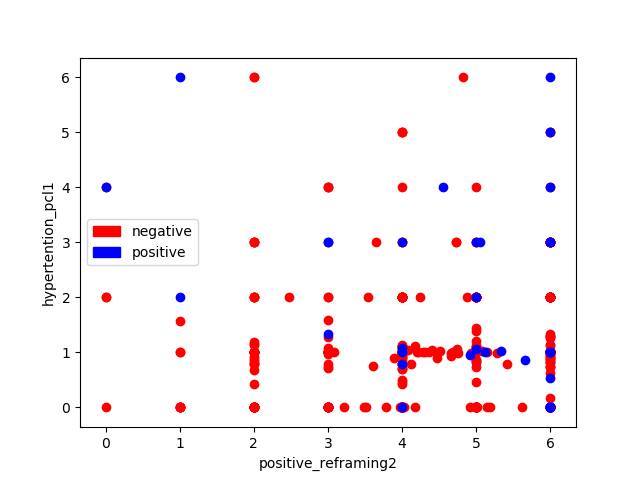 6
5
4
3
2
1
0
hypertention_pcl1
negative
positive
0 1 2 3 4 5 6
positive_reframing2